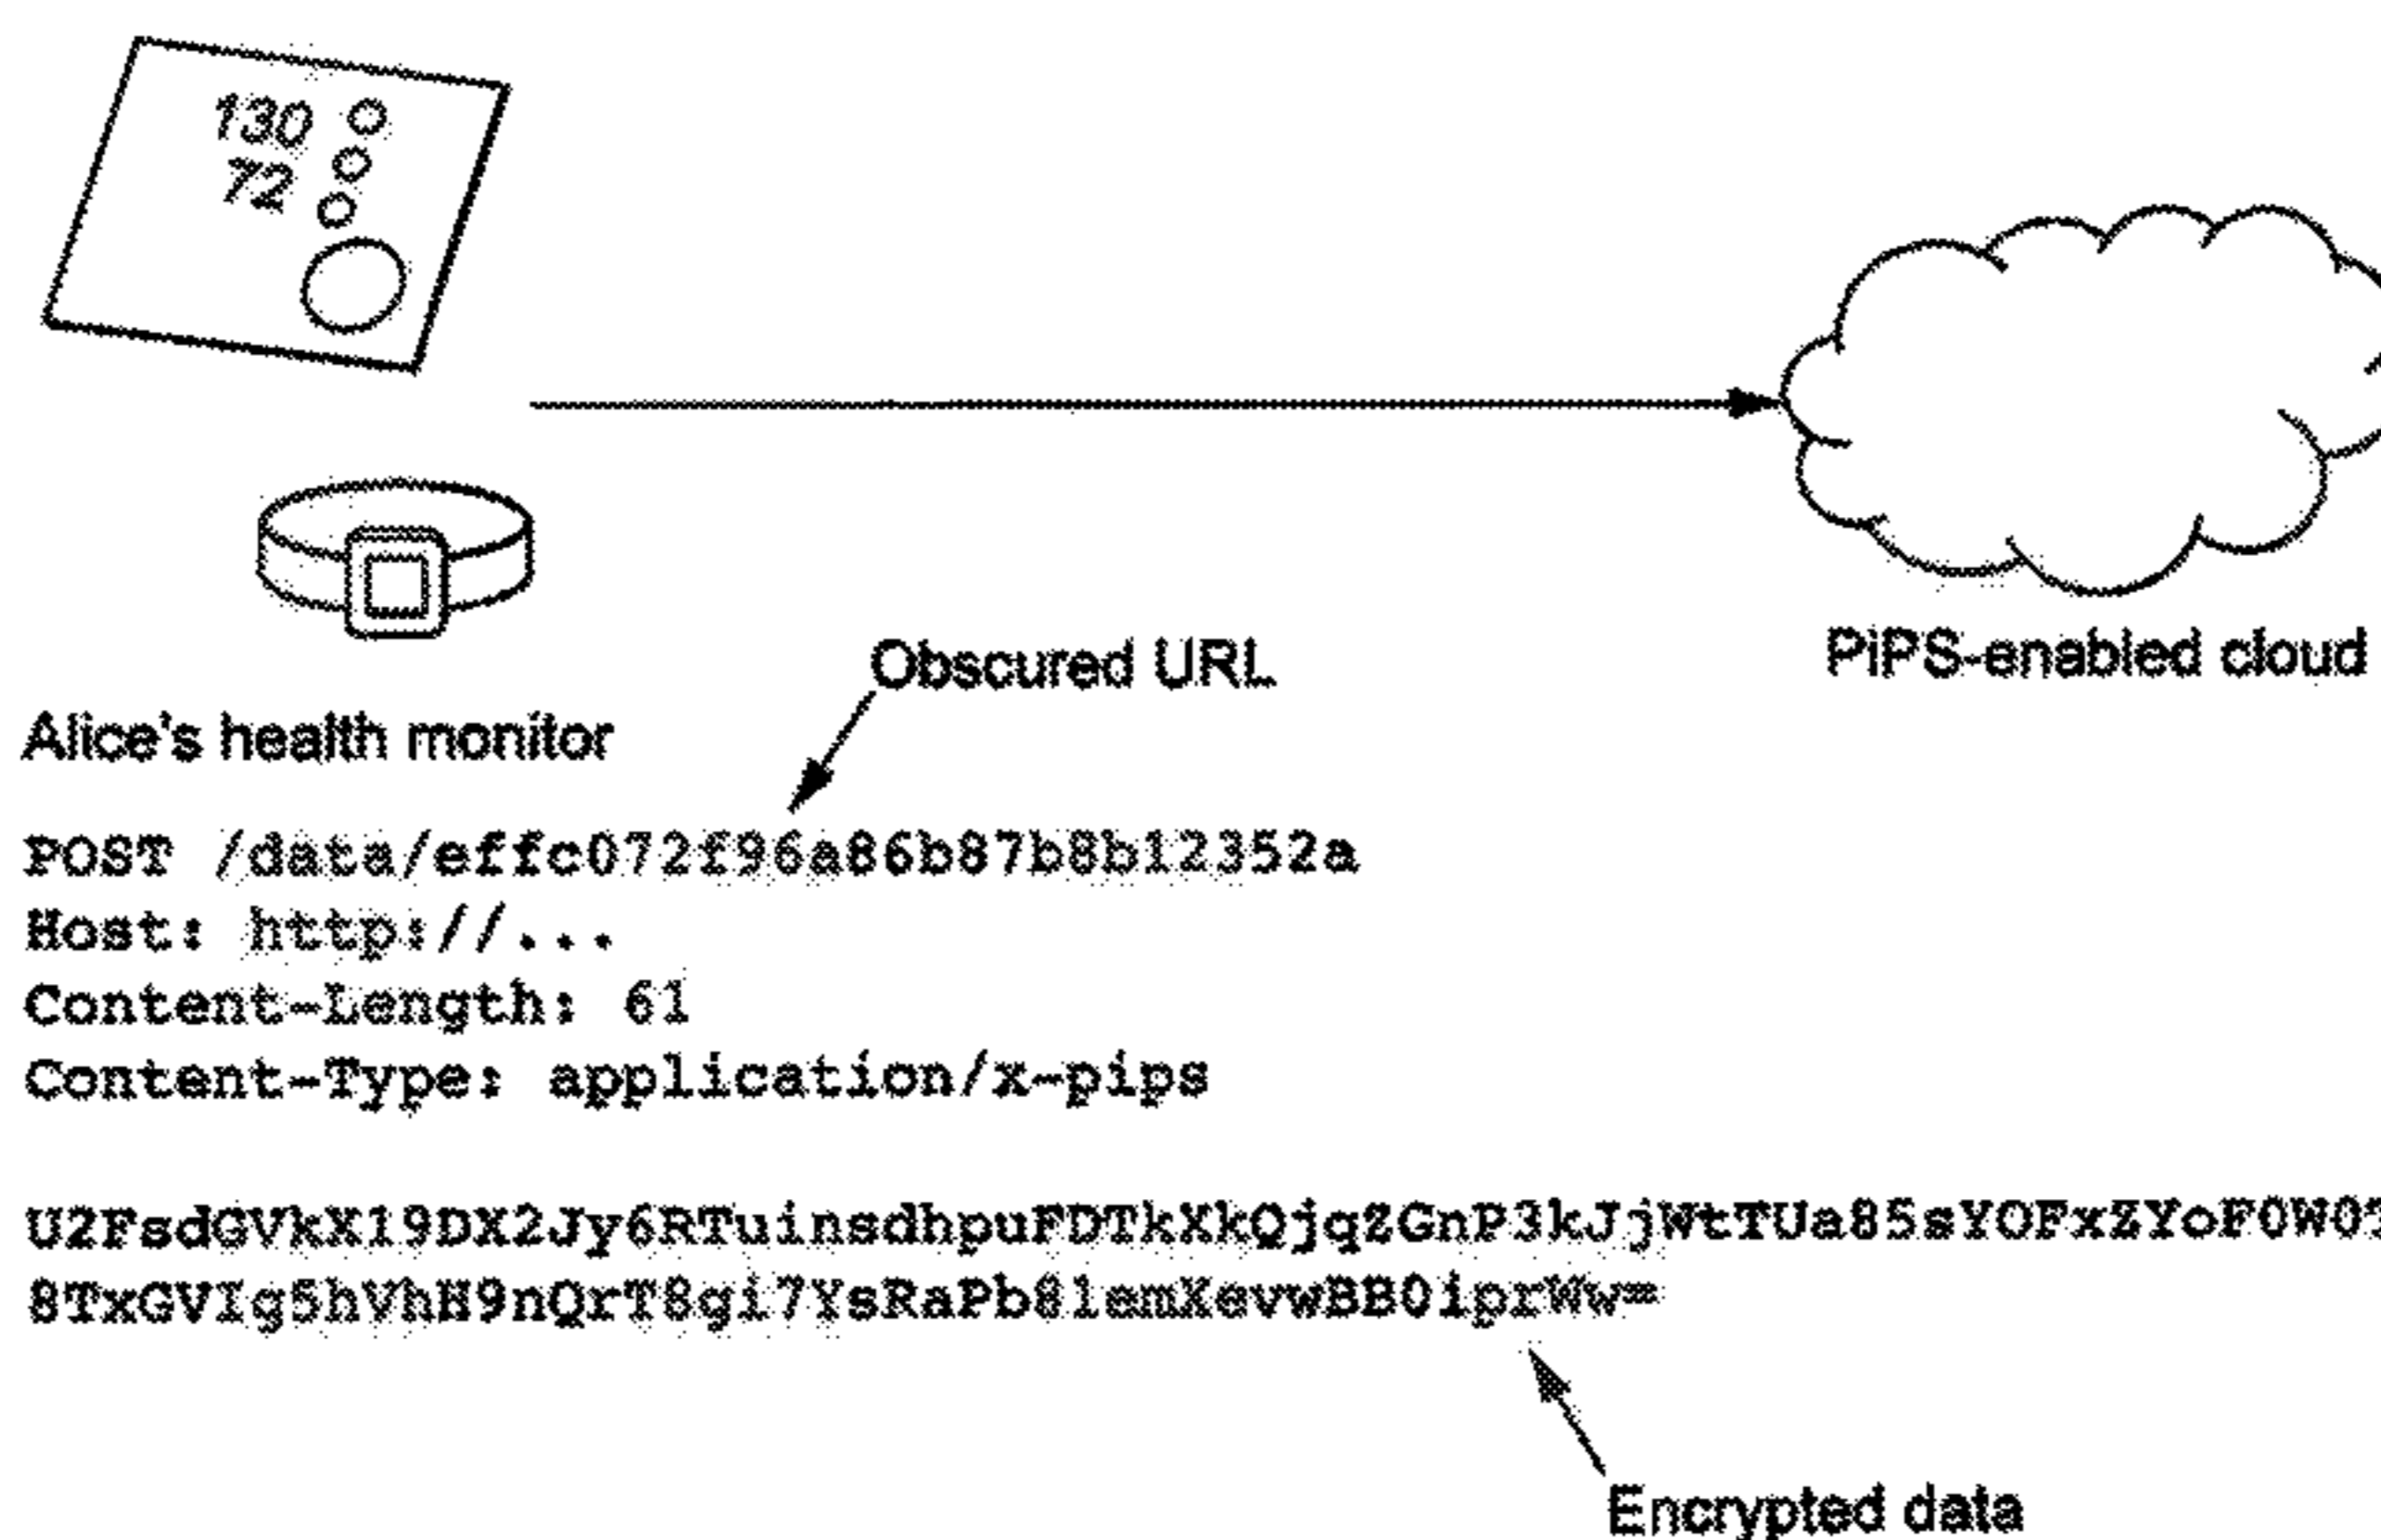 130
72
PiPS-enabled cloud
Obscured URL
Alice's health monitor
POST /data/effc072f96a86b87b8b12352a
Host: http://...
Content-Length: 61
Content-Type: application/x-pips
U2FsdGVkX19DX2Jy6RTuinsdhpuFDTkXkQjqZGnP3kJjWtTUa85sYOFxZYoF0W0
8TxGVIg5hVhH9nQrT8gi7YsRaPb81emXevwBB0iprWw=
Encrypted data